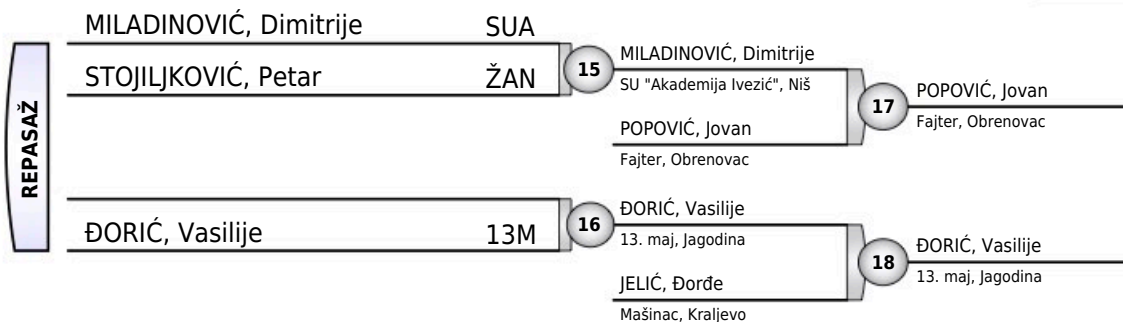 REPASAŽ
MILADINOVIĆ, Dimitrije SUA
STOJILJKOVIĆ, Petar ŽAN
15
MILADINOVIĆ, Dimitrije
SU "Akademija Ivezić", Niš
POPOVIĆ, Jovan
Fajter, Obrenovac
17
POPOVIĆ, Jovan
Fajter, Obrenovac
ĐORIĆ, Vasilije 13M
16
ĐORIĆ, Vasilije
13. maj, Jagodina
JELIĆ, Đorđe
Mašinac, Kraljevo
18
ĐORIĆ, Vasilije
13. maj, Jagodina